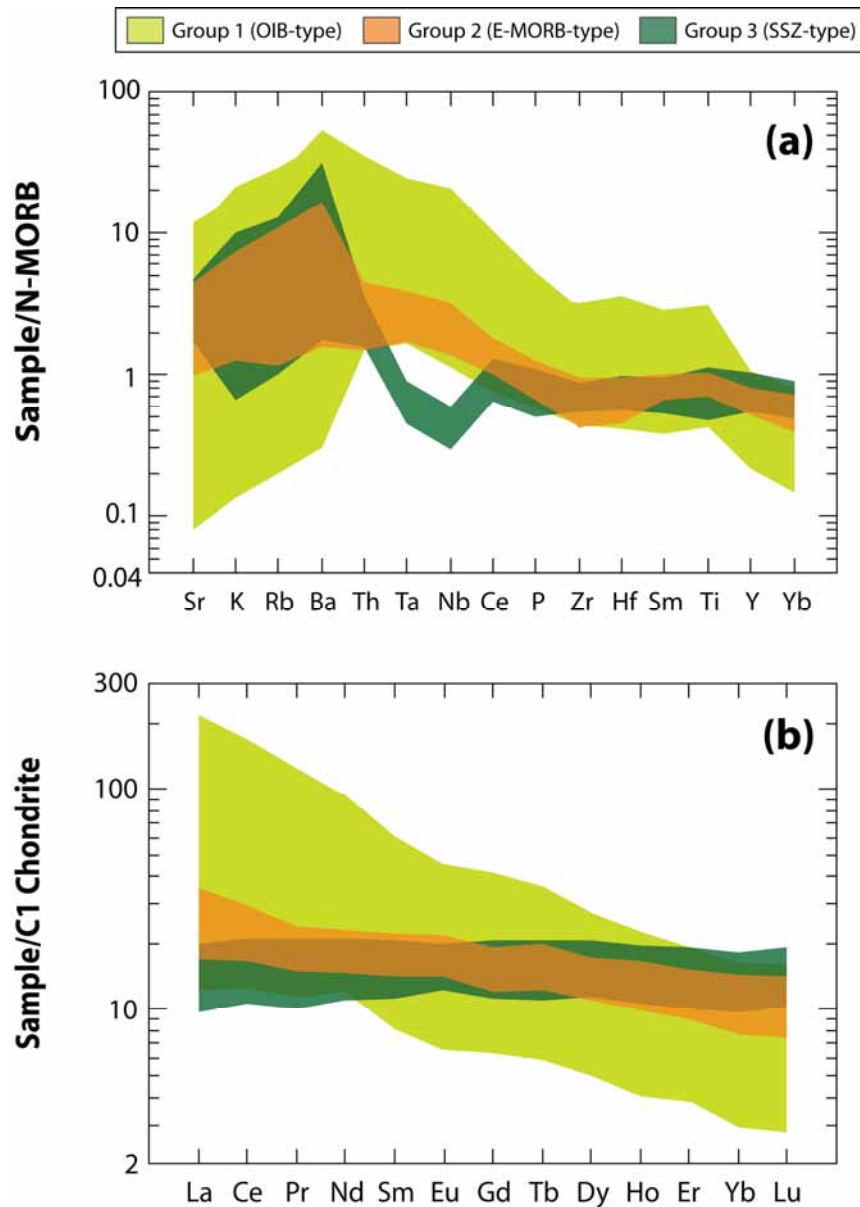 Group 1 (OIB-type) Group 2 (E-MORB-type) Group 3 (SSZ-type)
100
(a)
10
1
0.1
0.04
Sample/N-MORB
Sr K Rb Ba Th Ta Nb Ce P Zr Hf Sm Ti Y Yb
300
(b)
100
10
2
Sample/C1 Chondrite
La Ce Pr Nd Sm Eu Gd Tb Dy Ho Er Yb Lu